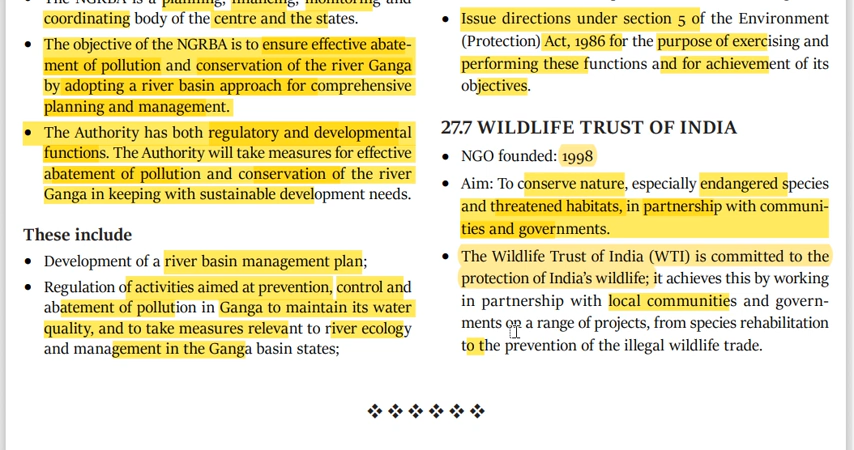 The NGRBA is a planning, financing, monitoring and
coordinating body of the centre and the states.
• The objective of the NGRBA is to ensure effective abate-
ment of pollution and conservation of the river Ganga
by adopting a river basin approach for comprehensive
planning and management.
• The Authority has both regulatory and developmental
functions. The Authority will take measures for effective
abatement of pollution and conservation of the river
Ganga in keeping with sustainable development needs.
These include
• Development of a river basin management plan;
• Regulation of activities aimed at prevention, control and
abatement of pollution in Ganga to maintain its water
quality, and to take measures relevant to river ecology
and management in the Ganga basin states;
• Issue directions under section 5 of the Environment
(Protection) Act, 1986 for the purpose of exercising and
performing these functions and for achievement of its
objectives.
27.7 WILDLIFE TRUST OF INDIA
• NGO founded: 1998
• Aim: To conserve nature, especially endangered species
and threatened habitats, in partnership with communi-
ties and governments.
• The Wildlife Trust of India (WTI) is committed to the
protection of India's wildlife; it achieves this by working
in partnership with local communities and govern-
ments on a range of projects, from species rehabilitation
to the prevention of the illegal wildlife trade.